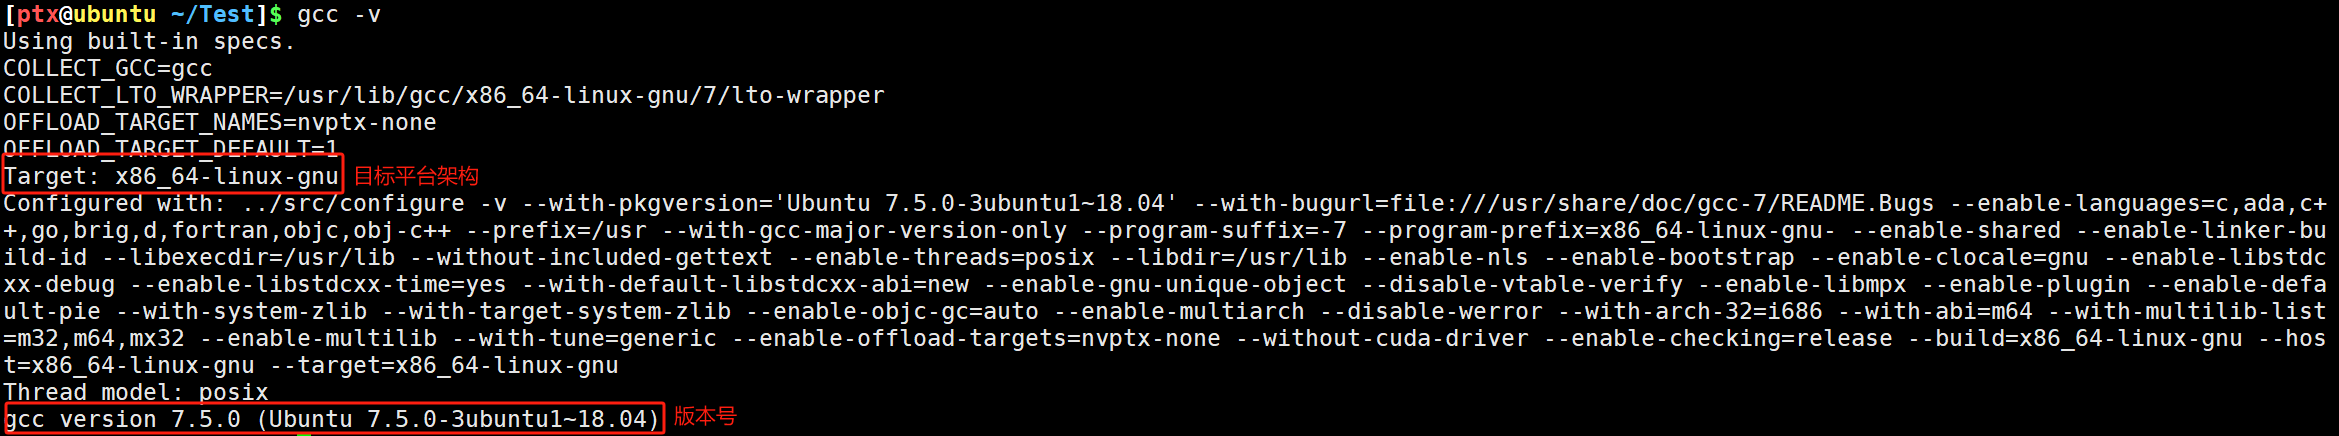 [ptx@ubuntu ~/Test]$ gcc -v
Using built-in specs.
COLLECT_GCC=gcc
COLLECT_LTO_WRAPPER=/usr/lib/gcc/x86_64-linux-gnu/7/lto-wrapper
OFFLOAD_TARGET_NAMES=nvptx-none
OFFLOAD_TARGET_DEFAULT=1
Target: x86_64-linux-gnu 目标平台架构
Configured with: ../src/configure -v --with-pkgversion='Ubuntu 7.5.0-3ubuntu1~18.04' --with-bugurl=file:///usr/share/doc/gcc-7/README.Bugs --enable-languages=c,ada,c+
+,go,brig,d,fortran,objc,obj-c++ --prefix=/usr --with-gcc-major-version-only --program-suffix=-7 --program-prefix=x86_64-linux-gnu- --enable-shared --enable-linker-bu
ild-id --libexecdir=/usr/lib --without-included-gettext --enable-threads=posix --libdir=/usr/lib --enable-nls --enable-bootstrap --enable-clocale=gnu --enable-libstdc
xx-debug --enable-libstdcxx-time=yes --with-default-libstdcxx-abi=new --enable-gnu-unique-object --disable-vtable-verify --enable-libmpx --enable-plugin --enable-defa
ult-pie --with-system-zlib --with-target-system-zlib --enable-objc-gc=auto --enable-multiarch --disable-werror --with-arch-32=i686 --with-abi=m64 --with-multilib-list
=m32,m64,mx32 --enable-multilib --with-tune=generic --enable-offload-targets=nvptx-none --without-cuda-driver --enable-checking=release --build=x86_64-linux-gnu --hos
t=x86_64-linux-gnu --target=x86_64-linux-gnu
Thread model: posix
gcc version 7.5.0 (Ubuntu 7.5.0-3ubuntu1~18.04) 版本号